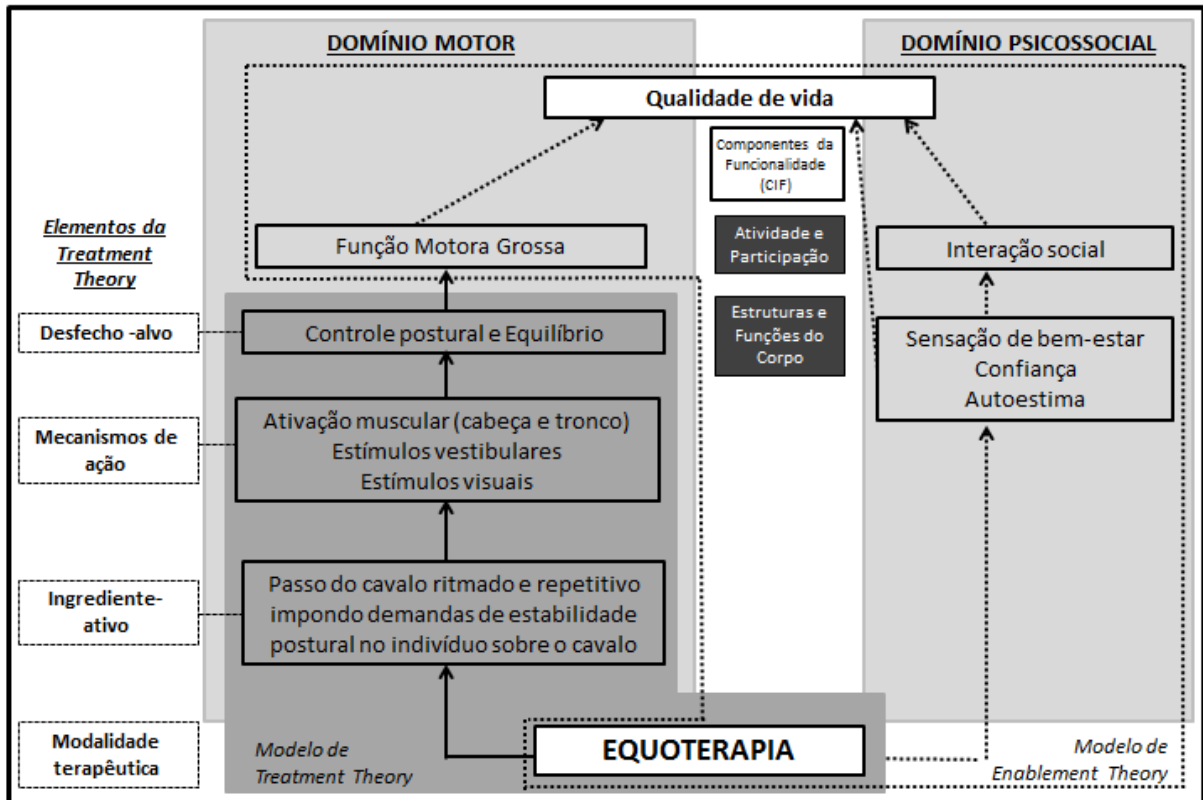 DOMÍNIO MOTOR
DOMÍNIO PSICOSSOCIAL
Qualidade de vida
Componentes da
Funcionalidade
(CIF)
Elementos da
Treatment
Theory
Função Motora Grossa
Atividade e
Participação
Interação social
Desfecho -alvo
Controle postural e Equilíbrio
Estruturas e
Funções do
Corpo
Sensação de bem-estar
Confiança
Autoestima
Mecanismos de
ação
Ativação muscular (cabeça e tronco)
Estímulos vestibulares
Estímulos visuais
Ingrediente-
ativo
Passo do cavalo ritmado e repetitivo
impondo demandas de estabilidade
postural no indivíduo sobre o cavalo
Modalidade
terapêutica
Modelo de
Treatment Theory
EQUOTERAPIA
Modelo de
Enablement Theory